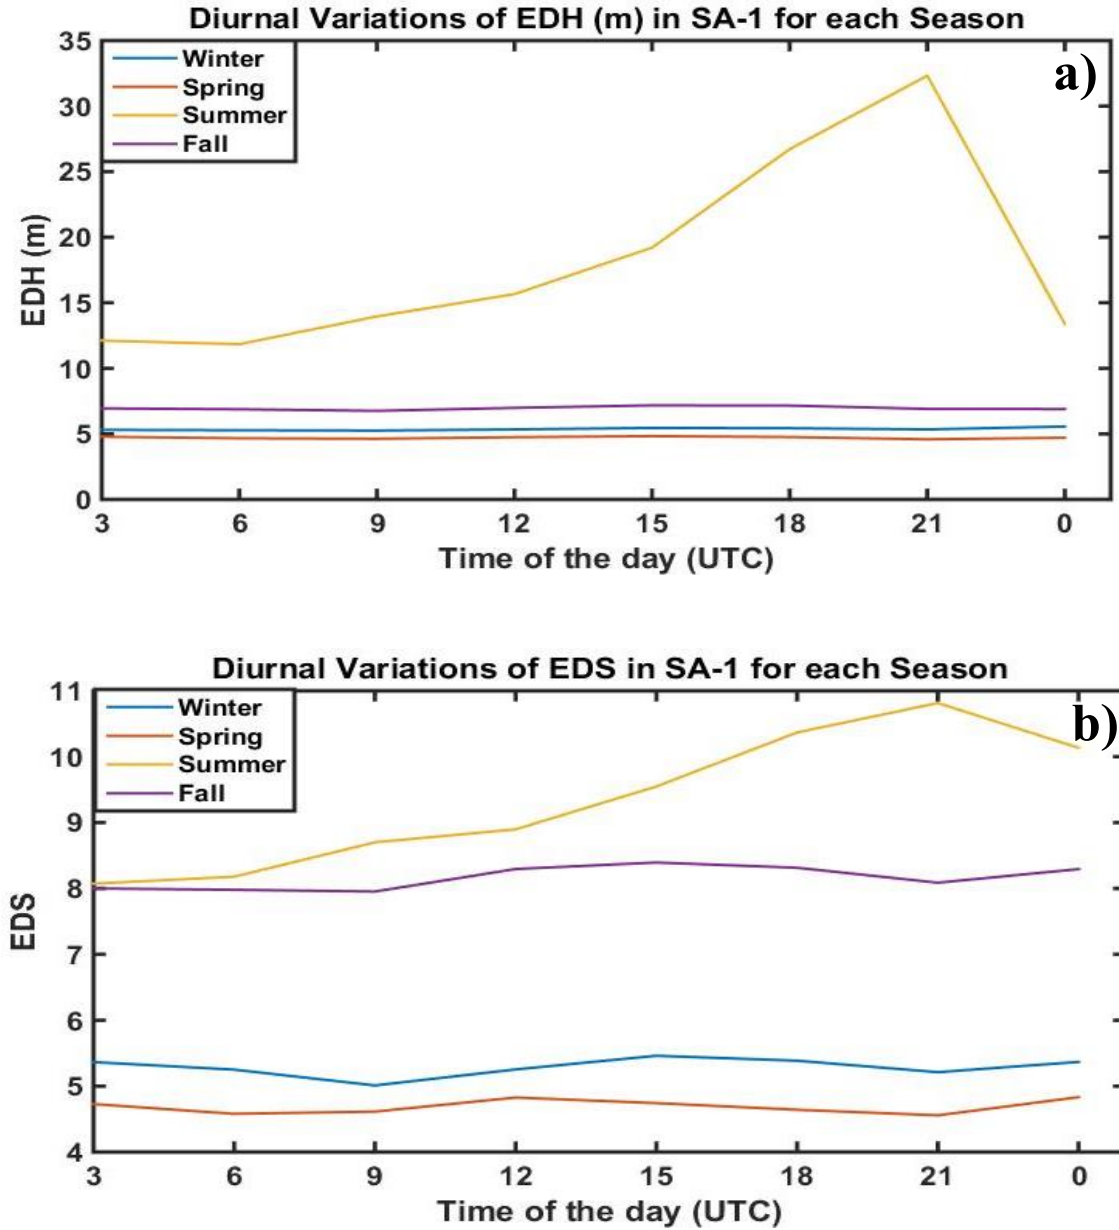 Diurnal Variations of EDH (m) in SA-1 for each Season
35
Winter
Spring
Summer
Fall
a)
30
25
20
15
10
5
0
EDH (m)
3 6 9 12 15 18 21 0
Time of the day (UTC)
Diurnal Variations of EDS in SA-1 for each Season
11
Winter
Spring
Summer
Fall
b)
10
9
8
7
6
5
4
EDS
3 6 9 12 15 18 21 0
Time of the day (UTC)